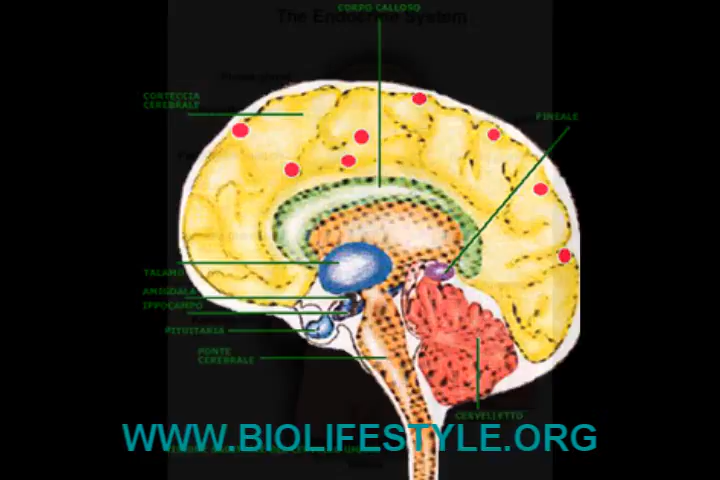 CORPO CALLOSO
The Endocrine System
CORTECCIA
CEREBRALE
PINEALE
TALAMO
AMIGDALA
IPPOCAMPO
PITUITARIA
PONTE
CEREBRALE
CERVELLETTO
WWW.BIOLIFESTYLE.ORG